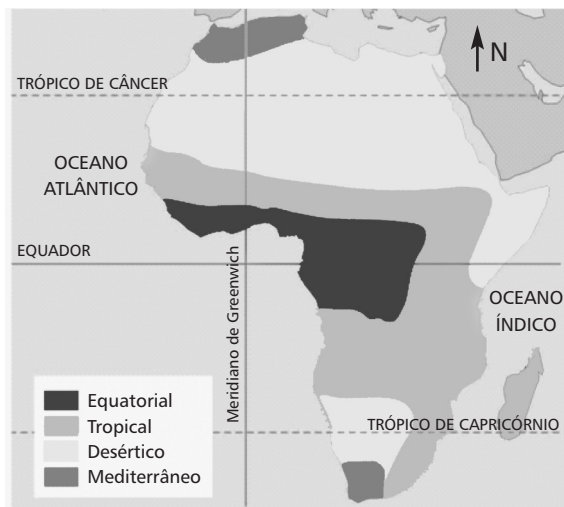 N
TRÓPICO DE CÂNCER
OCEANO
ATLÂNTICO
EQUADOR
Meridiano de Greenwich
OCEANO
ÍNDICO
TRÓPICO DE CAPRICÓRNIO
Equatorial
Tropical
Desértico
Mediterrâneo